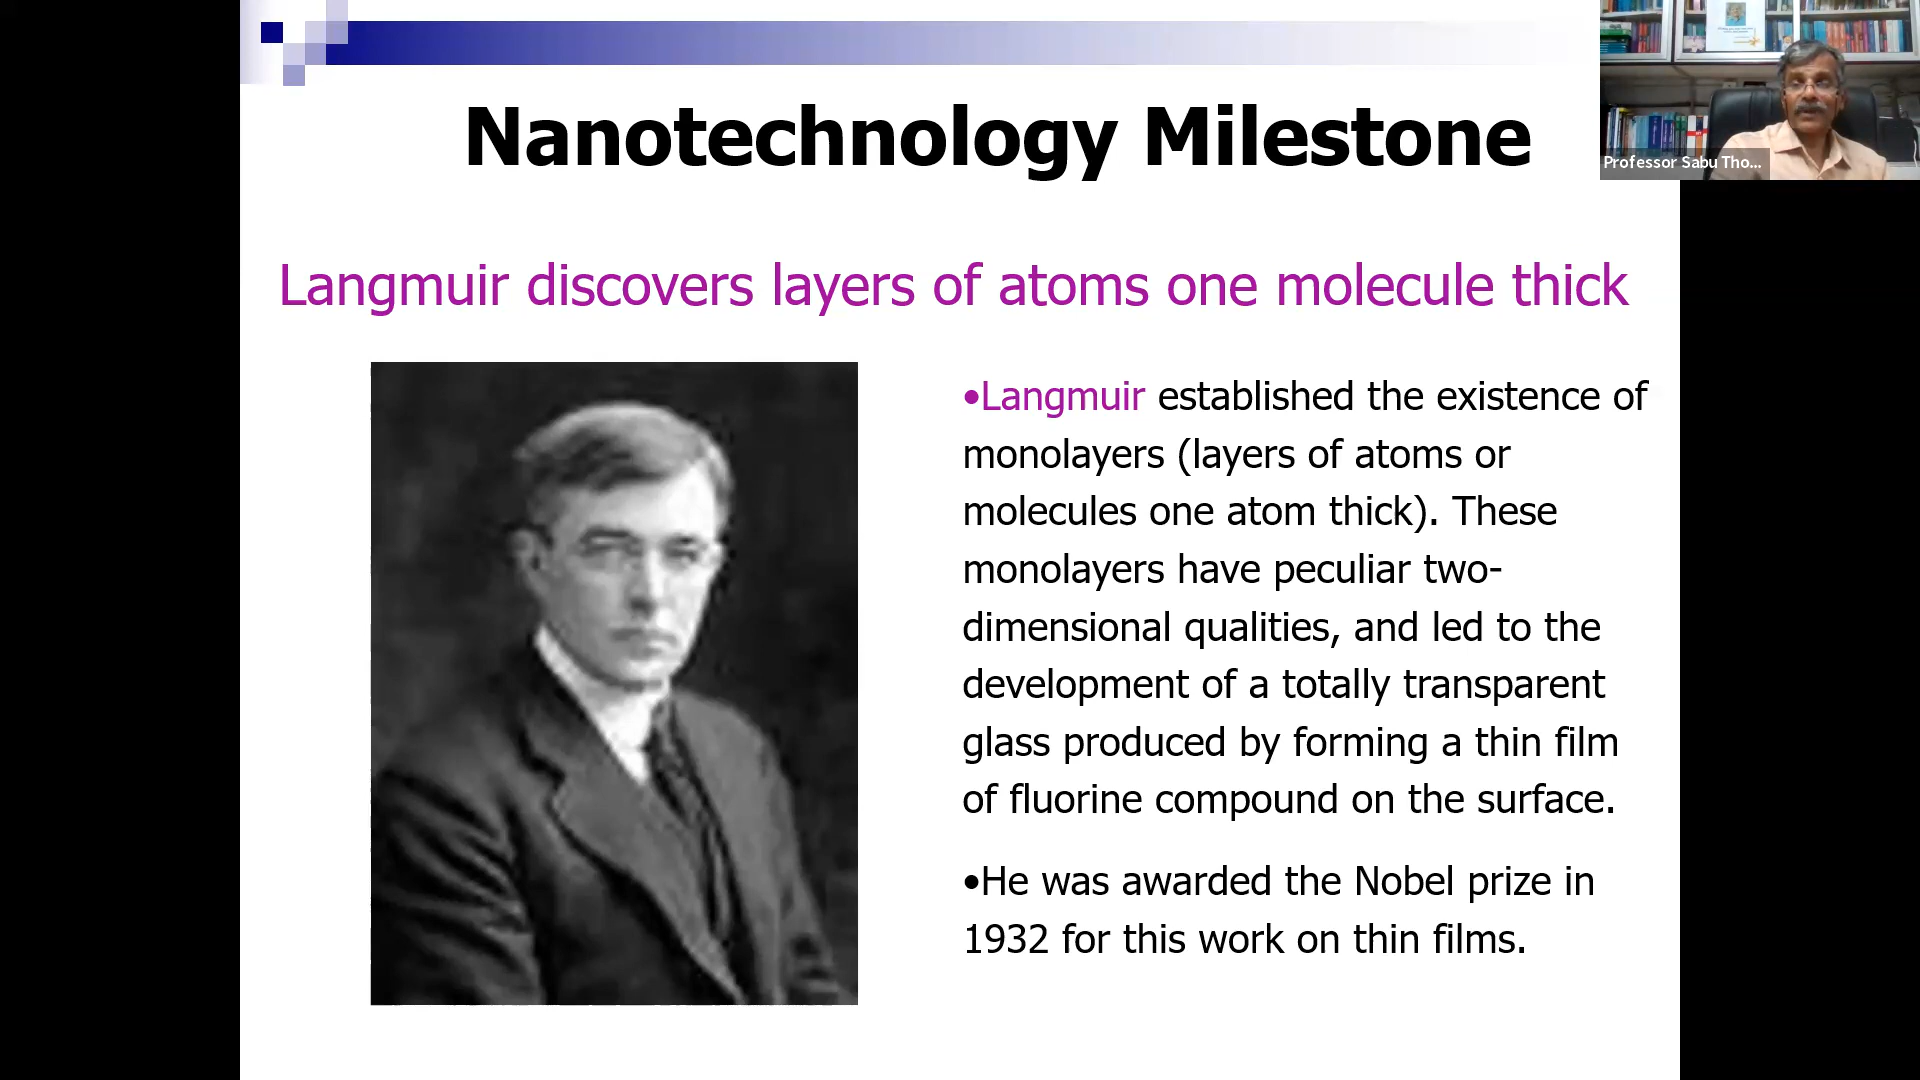 Nanotechnology Milestone
Professor Sabu Tho...
Langmuir discovers layers of atoms one molecule thick
•Langmuir established the existence of
monolayers (layers of atoms or
molecules one atom thick). These
monolayers have peculiar two-
dimensional qualities, and led to the
development of a totally transparent
glass produced by forming a thin film
of fluorine compound on the surface.
•He was awarded the Nobel prize in
1932 for this work on thin films.